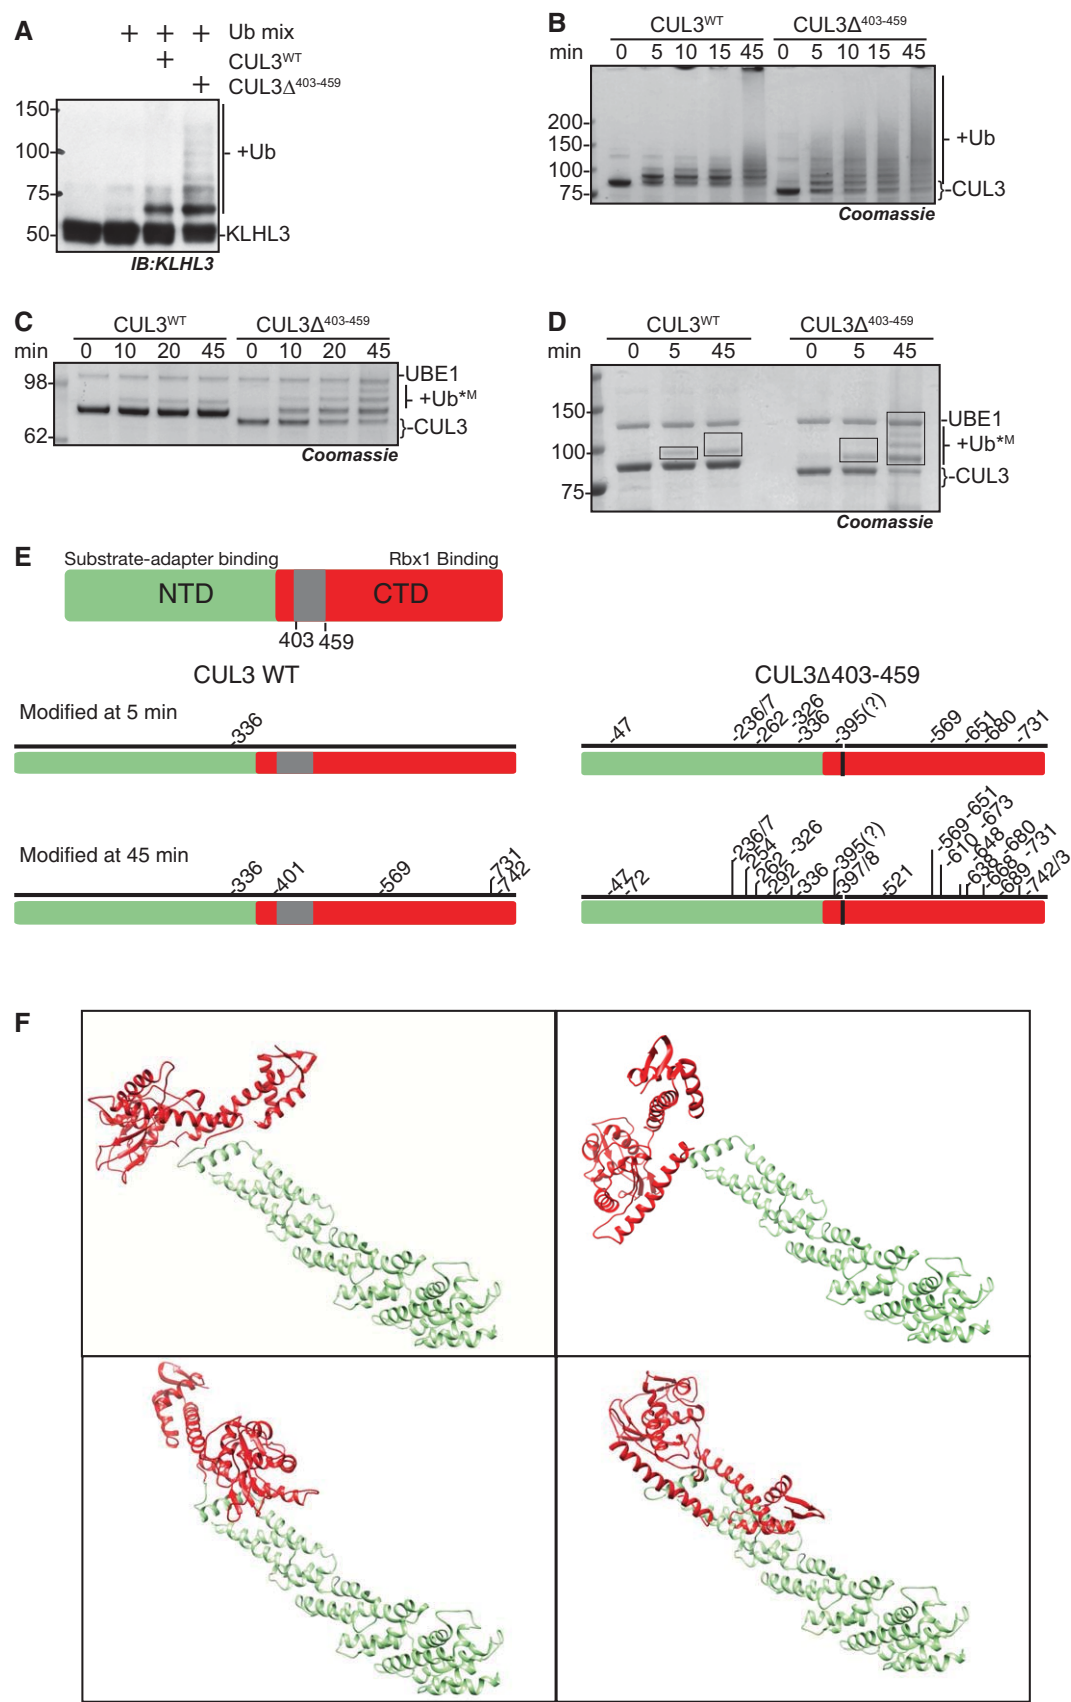 A
+ + + Ub mix
+ CUL3WT
+ CUL3Δ403-459
150
100
75
50
+Ub
KLHL3
IB:KLHL3
B
CUL3WT CUL3Δ403-459
min 0 5 10 15 45 0 5 10 15 45
200
150
100
75
+Ub
CUL3
Coomassie
C
CUL3WT CUL3Δ403-459
min 0 10 20 45 0 10 20 45
98
62
UBE1
+Ub*M
CUL3
Coomassie
D
CUL3WT CUL3Δ403-459
min 0 5 45 0 5 45
150
100
75
UBE1
+Ub*M
CUL3
Coomassie
E
Substrate-adapter binding Rbx1 Binding
NTD CTD
403 459
CUL3 WT
Modified at 5 min
-336
Modified at 45 min
-336 -401 -569 -731 -742
CUL3Δ403-459
-47 -236/7 -262 -326 -336 -395(?) -569 -651 -680 -731
-47 -72 -236/7 -254 -262 -292 -326 -336 -395(?) -397/8 -521 -569 -610 -638 -648 -651 -668 -673 -680 -689 -731 -742/3
F